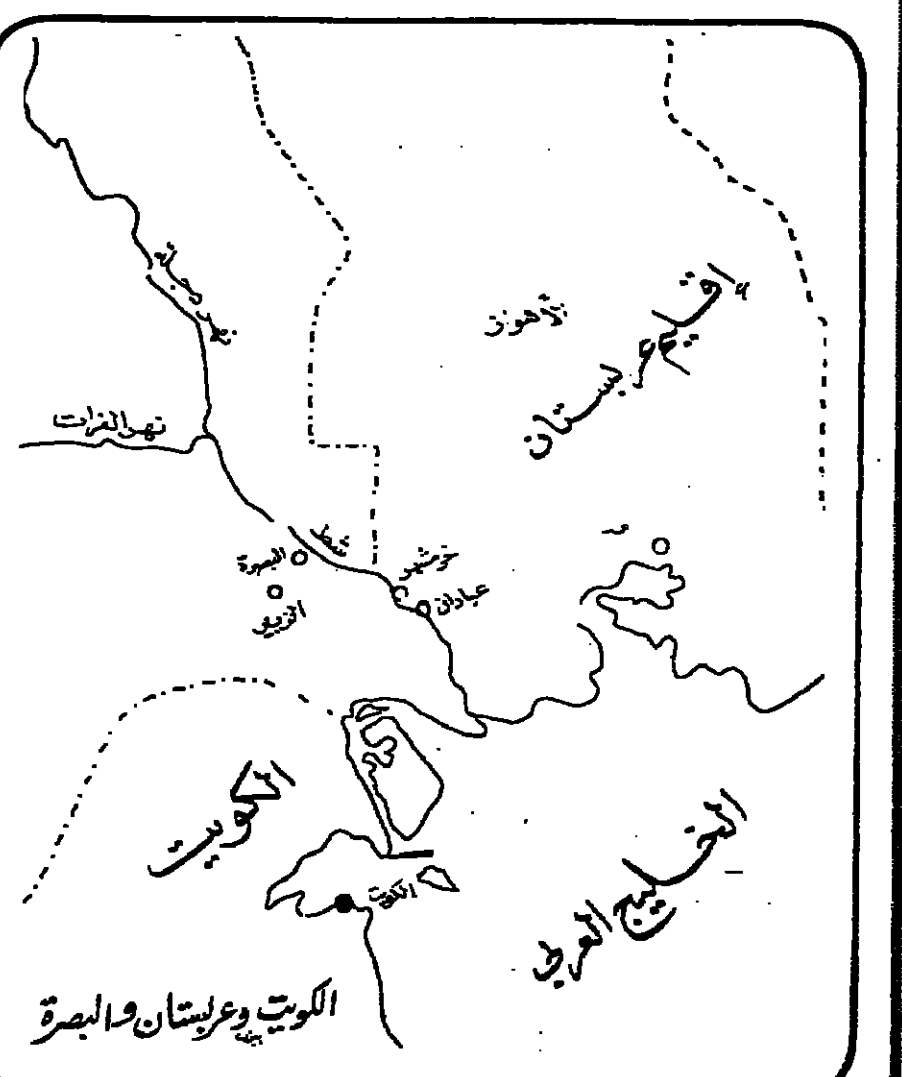 نهر دجلة
إقليم عربستان
الأهواز
نهر الفرات
شط
البصرة
خرمشهر
عبادان
الزبير
الكويت
الخليج العربي
الكويت
الكويت وعربستان والبصرة